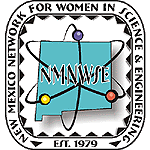 NEW MEXICO NETWORK FOR WOMEN IN SCIENCE & ENGINEERING
NMNWSE
EST. 1979